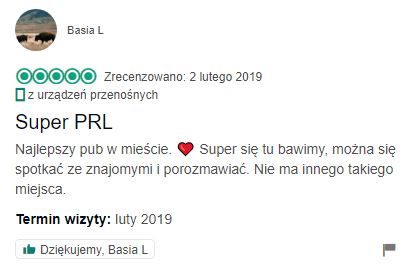 Basia L
Zrecenzowano: 2 lutego 2019
z urządzeń przenośnych
Super PRL
Najlepszy pub w mieście. ❤ Super się tu bawimy, można się
spotkać ze znajomymi i porozmawiać. Nie ma innego takiego
miejsca.
Termin wizyty: luty 2019
Dziękujemy, Basia L